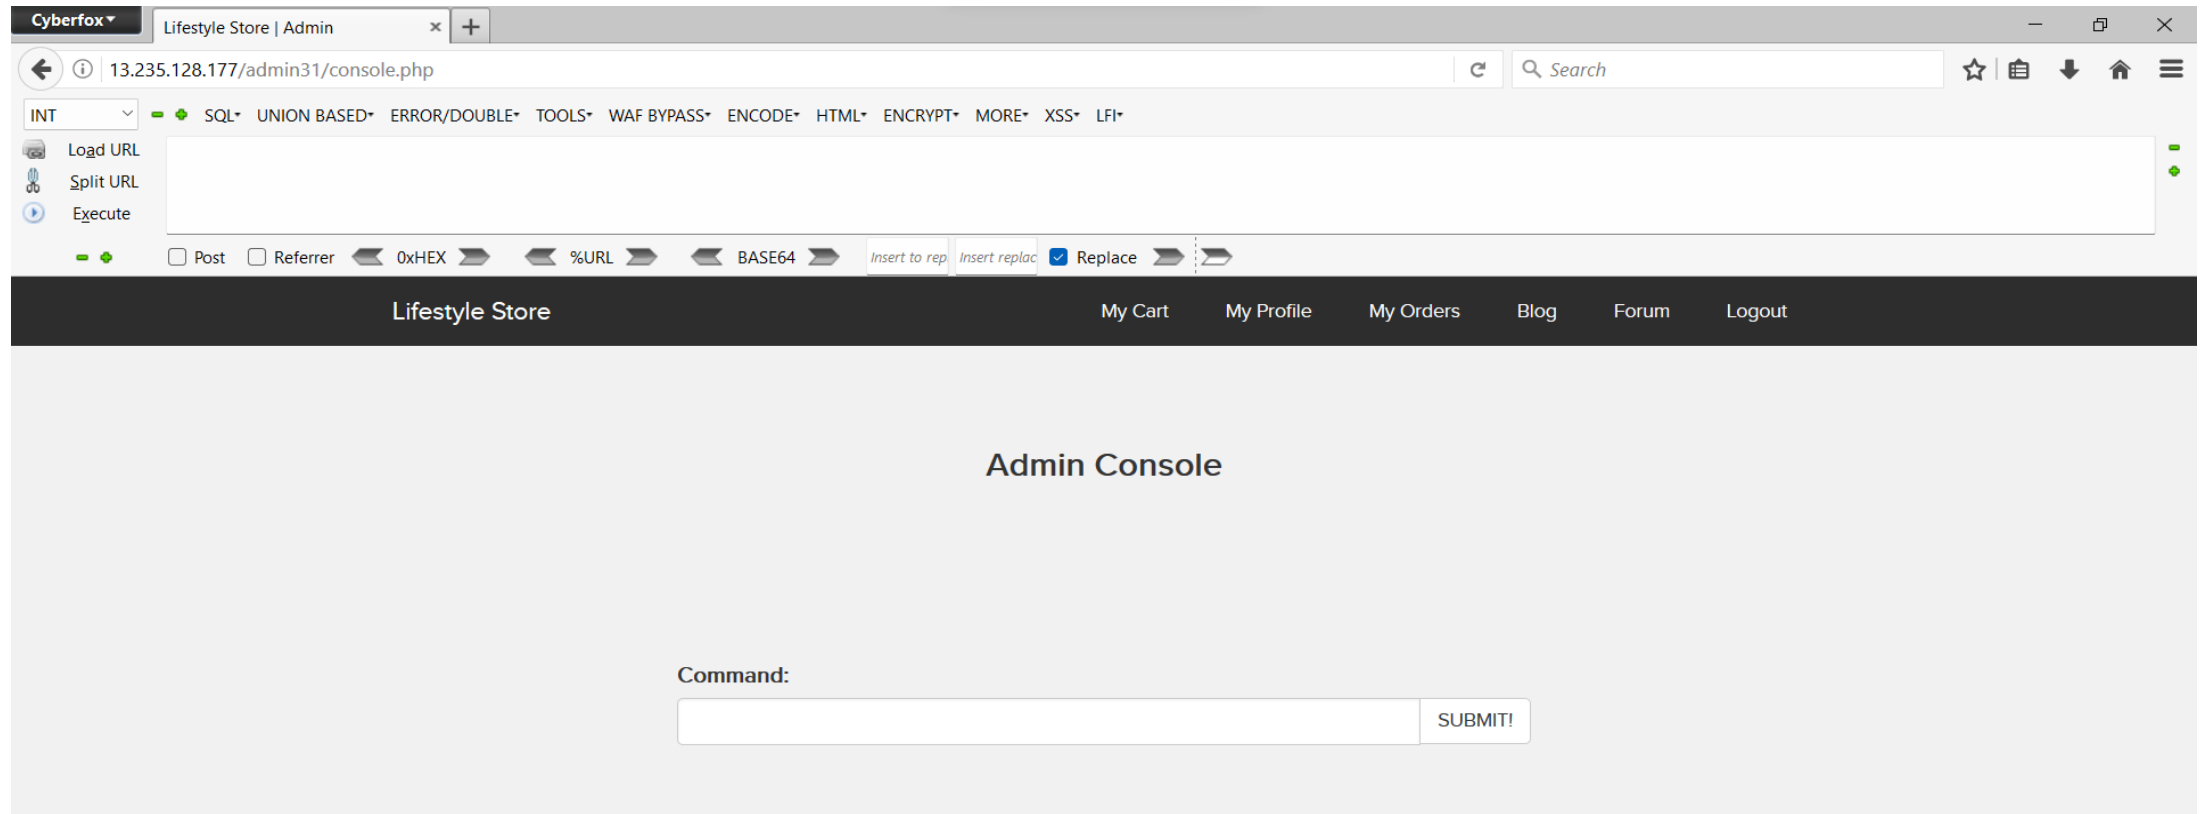 Cyberfox
Lifestyle Store | Admin
13.235.128.177/admin31/console.php
Search
INT SQL UNION BASED ERROR/DOUBLE TOOLS WAF BYPASS ENCODE HTML ENCRYPT MORE XSS LFI
Load URL
Split URL
Execute
Post Referrer 0xHEX %URL BASE64 Insert to rep Insert replac Replace
Lifestyle Store My Cart My Profile My Orders Blog Forum Logout
Admin Console
Command:
SUBMIT!